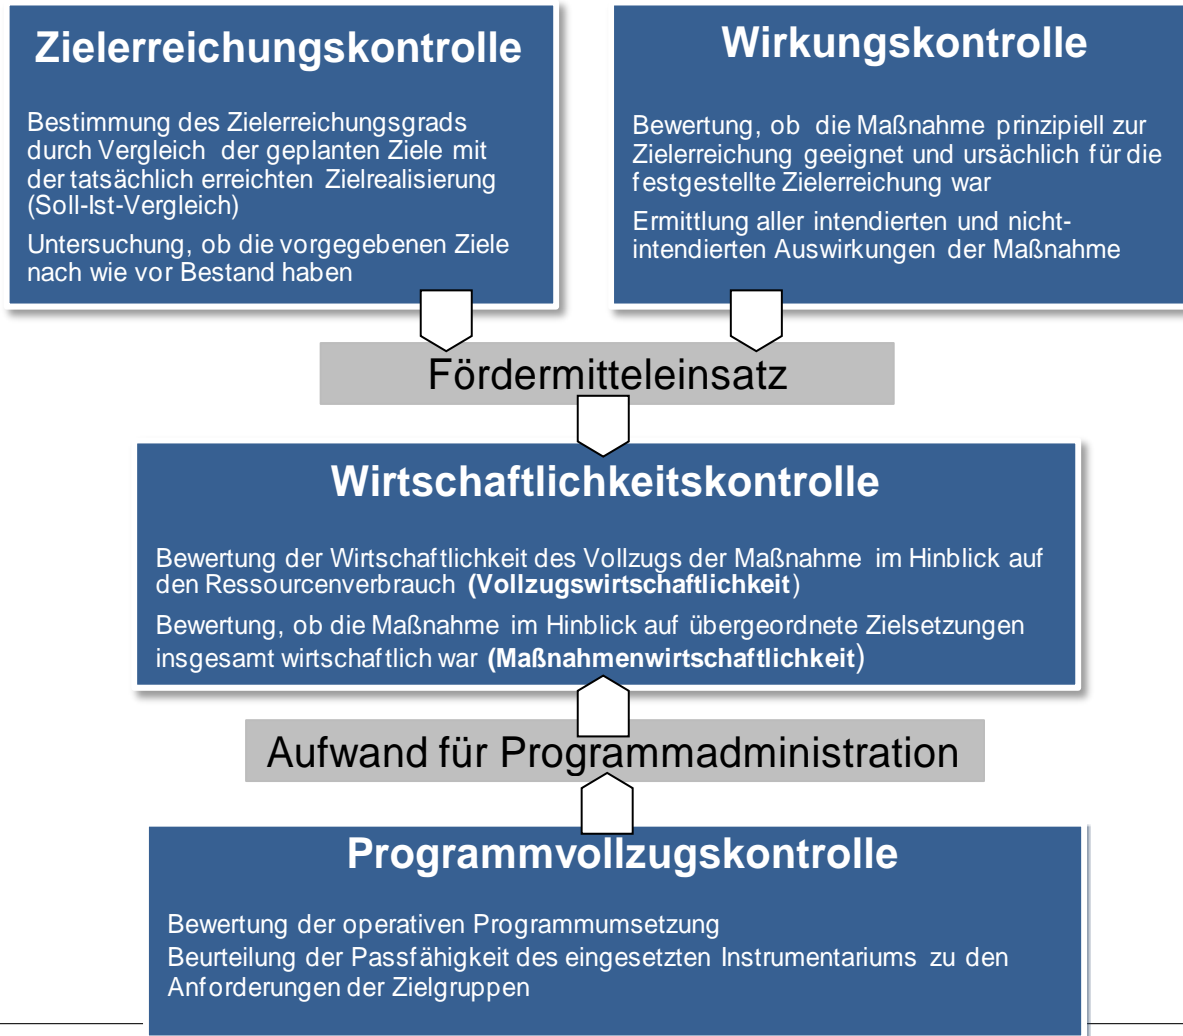 Zielerreichungskontrolle
Bestimmung des Zielerreichungsgrads
durch Vergleich der geplanten Ziele mit
der tatsächlich erreichten Zielrealisierung
(Soll-Ist-Vergleich)
Untersuchung, ob die vorgegebenen Ziele
nach wie vor Bestand haben
Wirkungskontrolle
Bewertung, ob die Maßnahme prinzipiell zur
Zielerreichung geeignet und ursächlich für die
festgestellte Zielerreichung war
Ermittlung aller intendierten und nicht-
intendierten Auswirkungen der Maßnahme
Fördermitteleinsatz
Wirtschaftlichkeitskontrolle
Bewertung der Wirtschaftlichkeit des Vollzugs der Maßnahme im Hinblick auf
den Ressourcenverbrauch (Vollzugswirtschaftlichkeit)
Bewertung, ob die Maßnahme im Hinblick auf übergeordnete Zielsetzungen
insgesamt wirtschaftlich war (Maßnahmenwirtschaftlichkeit)
Aufwand für Programmadministration
Programmvollzugskontrolle
Bewertung der operativen Programmumsetzung
Beurteilung der Passfähigkeit des eingesetzten Instrumentariums zu den
Anforderungen der Zielgruppen